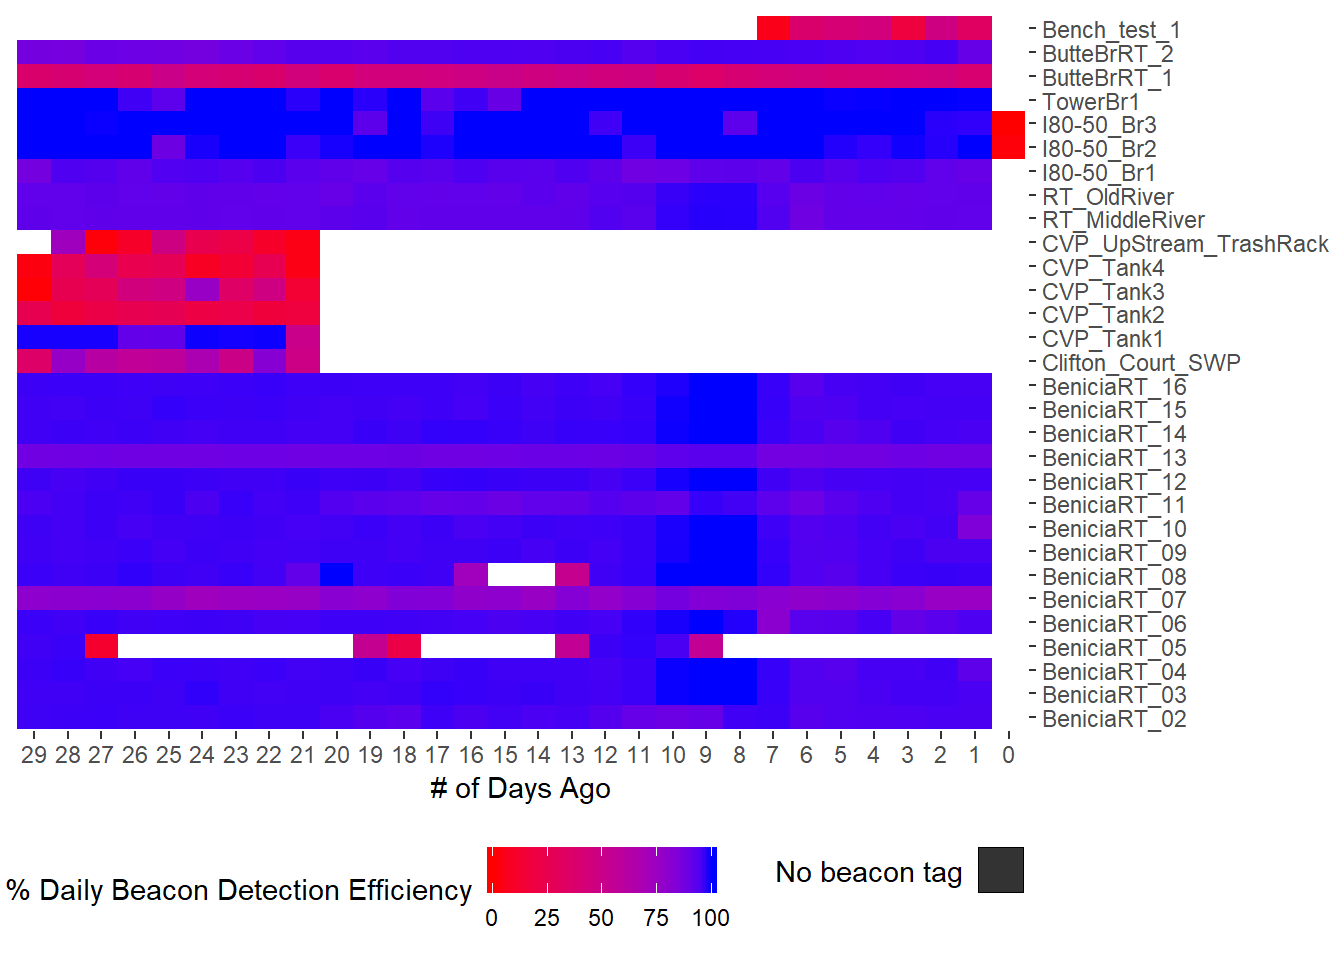 Bench_test_1
ButteBrRT_2
ButteBrRT_1
TowerBr1
I80-50_Br3
I80-50_Br2
I80-50_Br1
RT_OldRiver
RT_MiddleRiver
CVP_UpStream_TrashRack
CVP_Tank4
CVP_Tank3
CVP_Tank2
CVP_Tank1
Clifton_Court_SWP
BeniciaRT_16
BeniciaRT_15
BeniciaRT_14
BeniciaRT_13
BeniciaRT_12
BeniciaRT_11
BeniciaRT_10
BeniciaRT_09
BeniciaRT_08
BeniciaRT_07
BeniciaRT_06
BeniciaRT_05
BeniciaRT_04
BeniciaRT_03
BeniciaRT_02
29 28 27 26 25 24 23 22 21 20 19 18 17 16 15 14 13 12 11 10 9 8 7 6 5 4 3 2 1 0
# of Days Ago
% Daily Beacon Detection Efficiency
0 25 50 75 100
No beacon tag